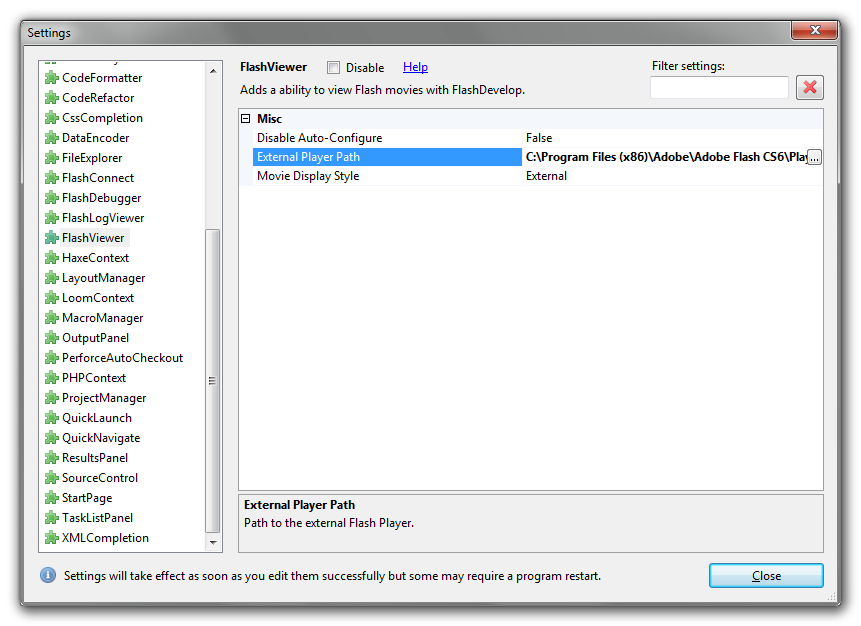 Settings
CodeFormatter
CodeRefactor
CssCompletion
DataEncoder
FileExplorer
FlashConnect
FlashDebugger
FlashLogViewer
FlashViewer
HaxeContext
LayoutManager
LoomContext
MacroManager
OutputPanel
PerforceAutoCheckout
PHPContext
ProjectManager
QuickLaunch
QuickNavigate
ResultsPanel
SourceControl
StartPage
TaskListPanel
XMLCompletion
FlashViewer Disable Help
Filter settings:
Adds a ability to view Flash movies with FlashDevelop.
Misc
Disable Auto-Configure False
External Player Path C:\Program Files (x86)\Adobe\Adobe Flash CS6\Play ...
Movie Display Style External
External Player Path
Path to the external Flash Player.
Settings will take effect as soon as you edit them successfully but some may require a program restart.
Close